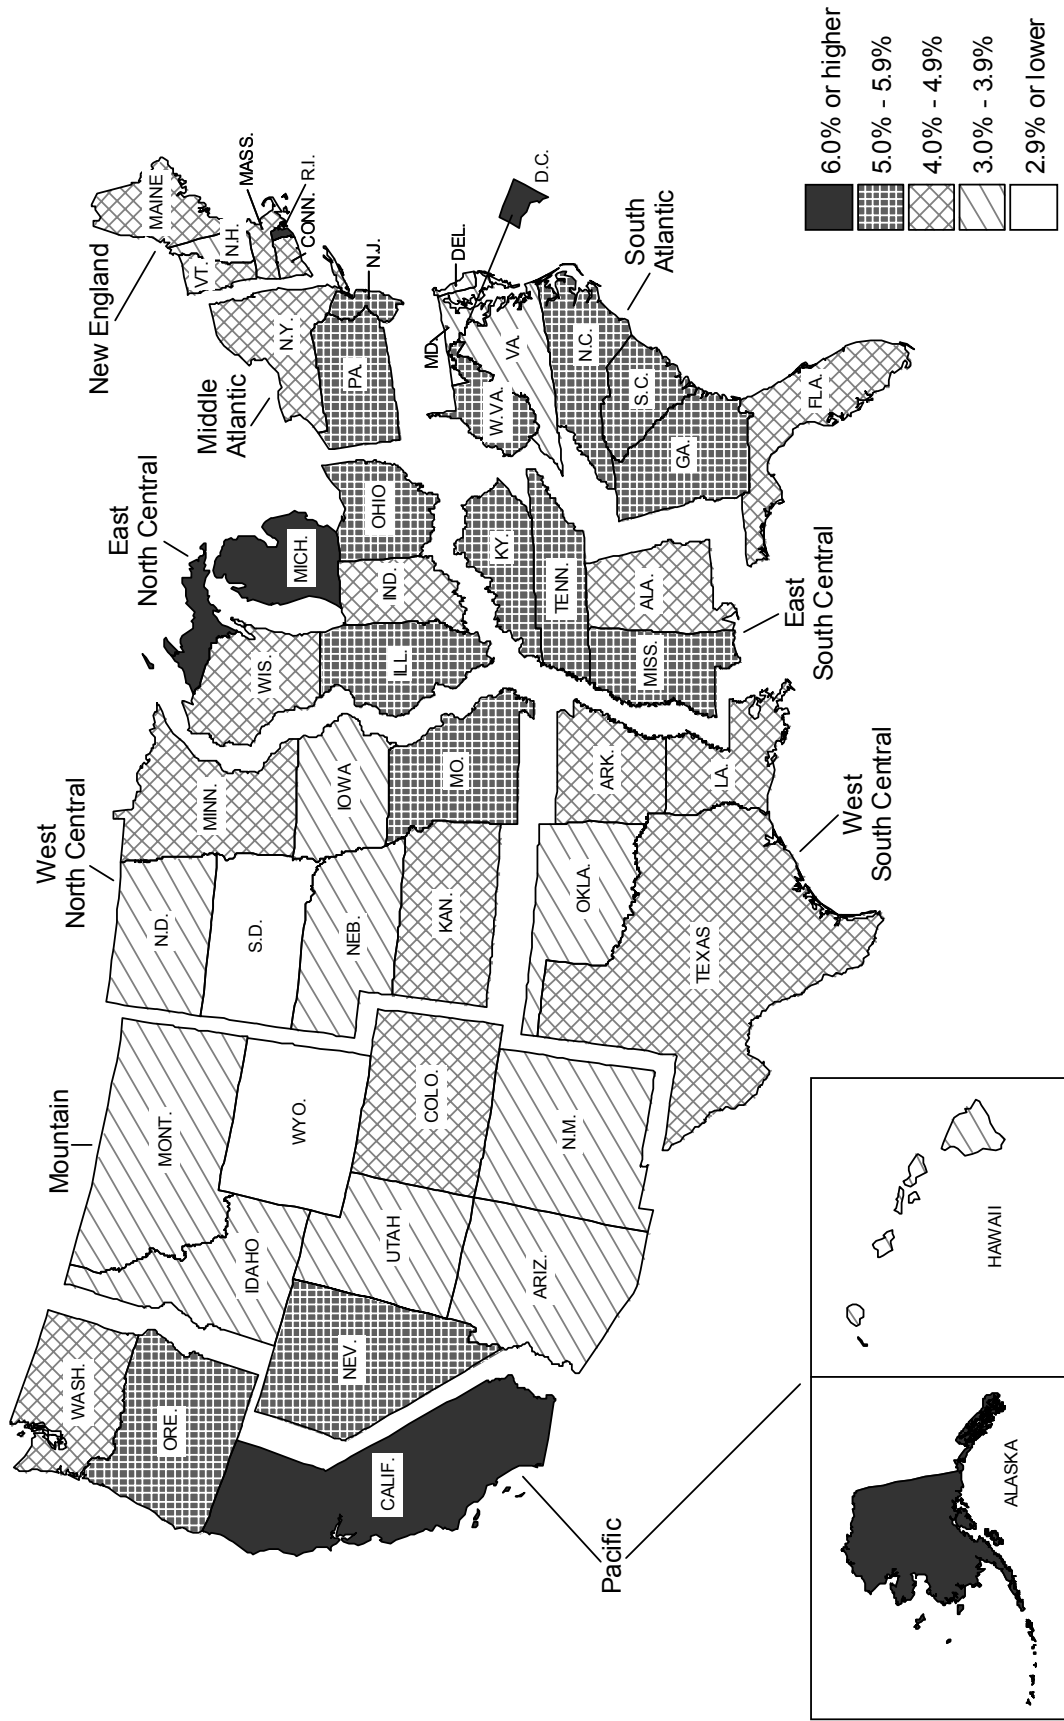 New England
Middle
Atlantic
East
North Central
West
North Central
Mountain
Pacific
South
Atlantic
East
South Central
West
South Central
MAINE
VT.
N.H.
MASS.
R.I.
CONN.
N.Y.
PA.
N.J.
DEL.
MD.
D.C.
VA.
W.VA.
N.C.
S.C.
GA.
FLA.
OHIO
MICH.
IND.
ILL.
WIS.
KY.
TENN.
ALA.
MISS.
MINN.
IOWA
MO.
N.D.
S.D.
NEB.
KAN.
ARK.
LA.
OKLA.
TEXAS
MONT.
WYO.
COLO.
N.M.
IDAHO
UTAH
ARIZ.
NEV.
WASH.
ORE.
CALIF.
ALASKA
HAWAII
6.0% or higher
5.0% - 5.9%
4.0% - 4.9%
3.0% - 3.9%
2.9% or lower